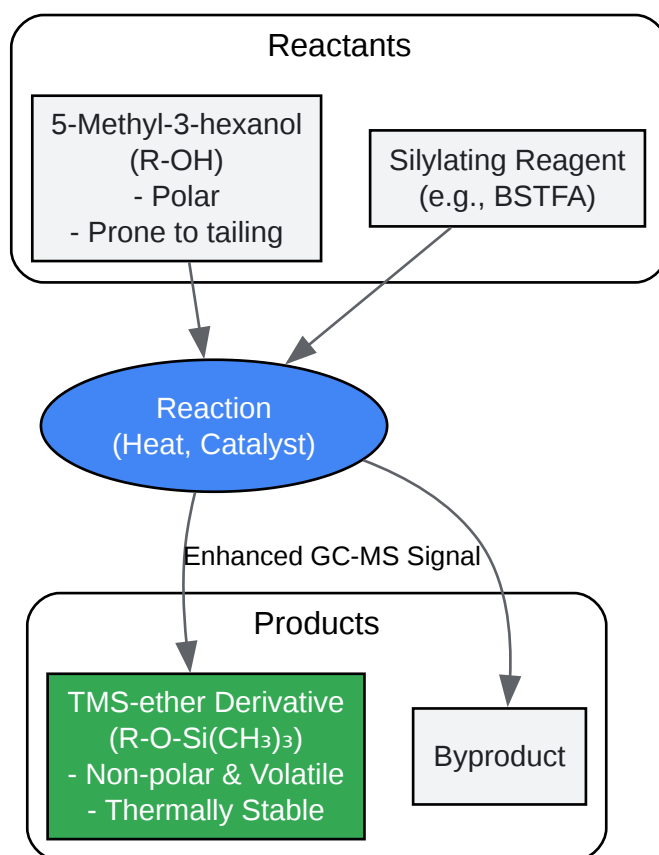 Reactants
5-Methyl-3-hexanol
(R-OH)
- Polar
- Prone to tailing
Silylating Reagent
(e.g., BSTFA)
Reaction
(Heat, Catalyst)
Enhanced GC-MS Signal
Products
TMS-ether Derivative
(R-O-Si(CH₃)₃)
- Non-polar & Volatile
- Thermally Stable
Byproduct